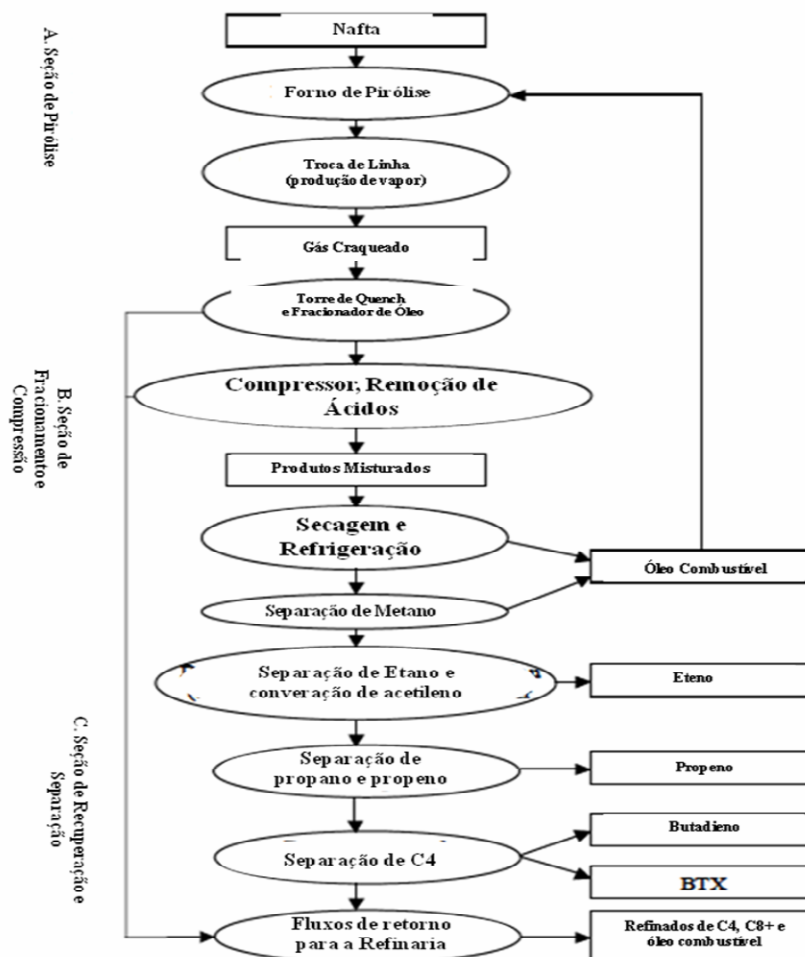 A. Seção de Pirólise
Nafta
Forno de Pirólise
Troca de Linha
(produção de vapor)
Gás Craqueado
Torre de Quench
e Fracionador de Óleo
B. Seção de
Fracionamento e
Compressão
Compressor, Remoção de
Ácidos
Produtos Misturados
Secagem e
Refrigeração
Óleo Combustível
Separação de Metano
Separação de Etano e
converação de acetileno
Eteno
C. Seção de Recuperação e
Separação
Separação de
propano e propeno
Propeno
Butadieno
Separação de C4
BTX
Fluxos de retorno
para a Refinaria
Refinados de C4, C8+ e
óleo combustível